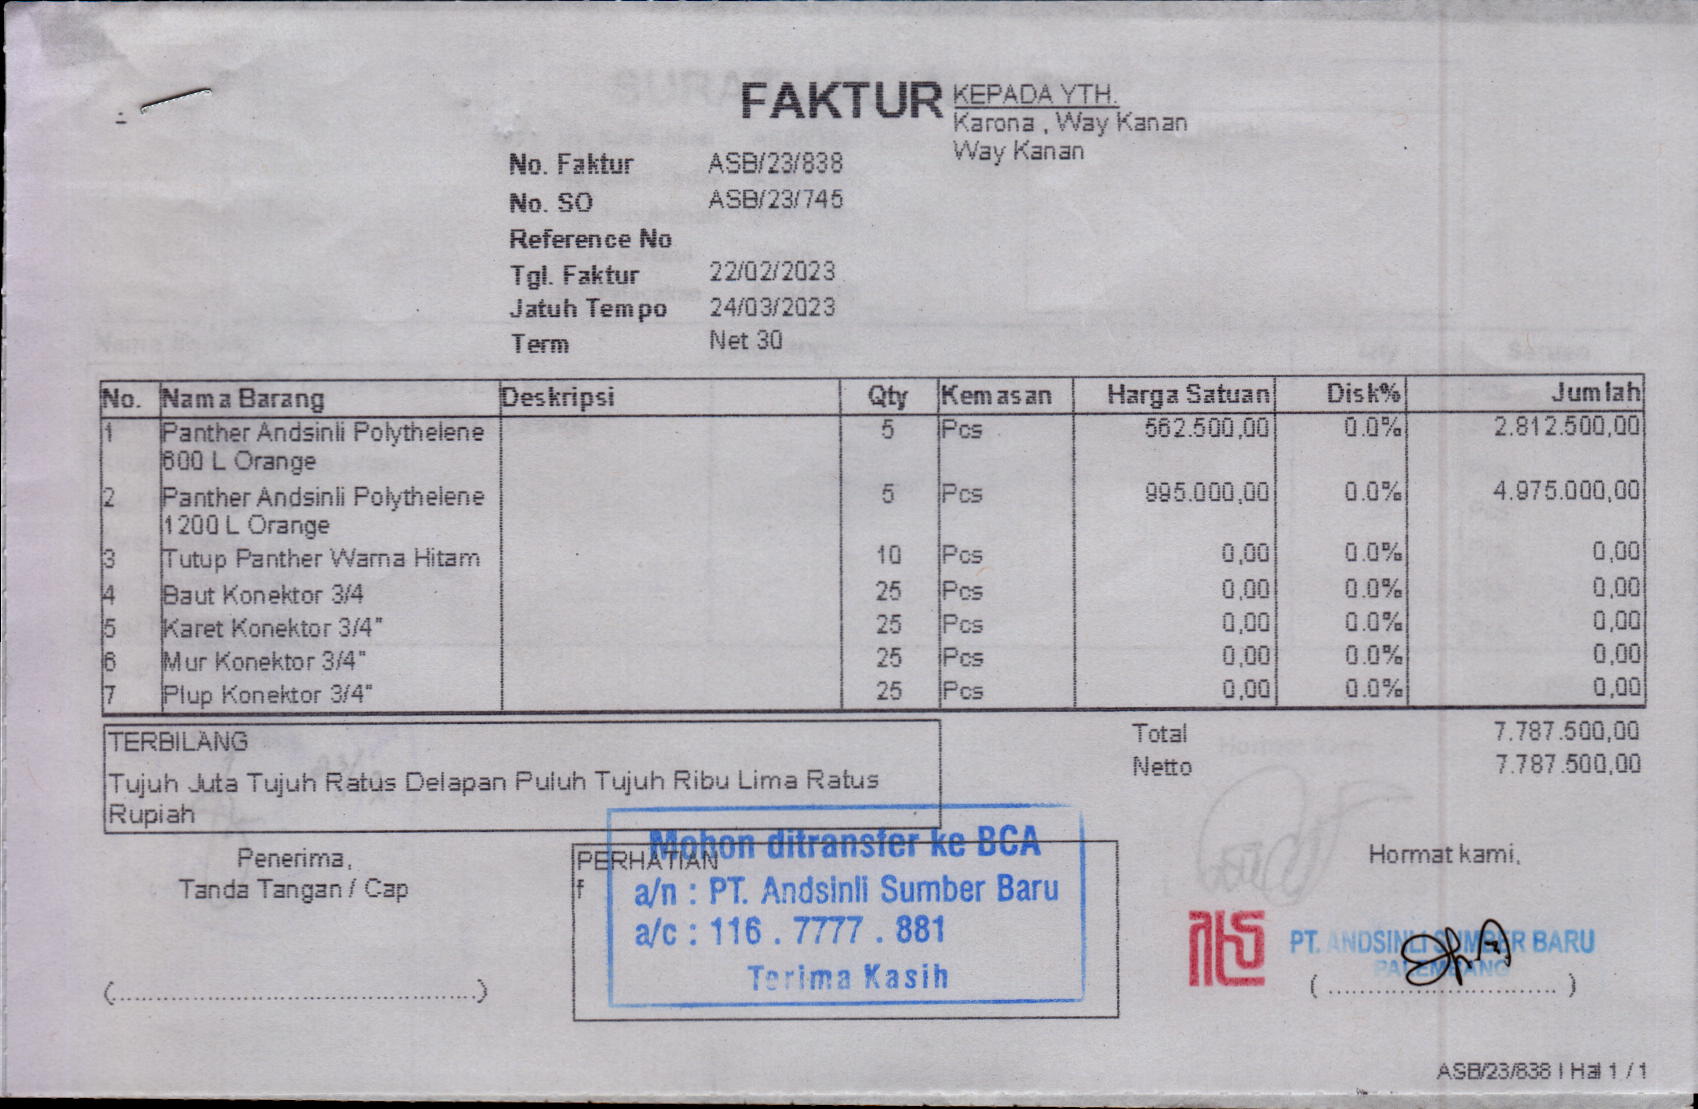 FAKTUR
KEPADA YTH.
Karona , Way Kanan
Way Kanan
No. Faktur ASB/23/838
No. SO ASB/23/745
Reference No
Tgl. Faktur 22/02/2023
Jatuh Tempo 24/03/2023
Term Net 30
No. Nama Barang Deskripsi Qty Kemasan Harga Satuan Disk% Jumlah
1 Panther Andsinli Polythelene 5 Pcs 562.500,00 0.0% 2.812.500,00
600 L Orange
2 Panther Andsinli Polythelene 5 Pcs 995.000,00 0.0% 4.975.000,00
1200 L Orange
3 Tutup Panther Warna Hitam 10 Pcs 0,00 0.0% 0,00
4 Baut Konektor 3/4 25 Pcs 0,00 0.0% 0,00
5 Karet Konektor 3/4" 25 Pcs 0,00 0.0% 0,00
6 Mur Konektor 3/4" 25 Pcs 0,00 0.0% 0,00
7 Plup Konektor 3/4" 25 Pcs 0,00 0.0% 0,00
TERBILANG
Tujuh Juta Tujuh Ratus Delapan Puluh Tujuh Ribu Lima Ratus
Rupiah
Total 7.787.500,00
Netto 7.787.500,00
Penerima,
Tanda Tangan / Cap
(..........................................)
PERHATIAN
f
Mohon ditransfer ke BCA
a/n : PT. Andsinli Sumber Baru
a/c : 116 . 7777 . 881
Terima Kasih
Hormat kami,
PT. ANDSINLI SUMBER BARU
PALEMBANG
( .............................. )
ASB/23/838 | Hal 1 / 1